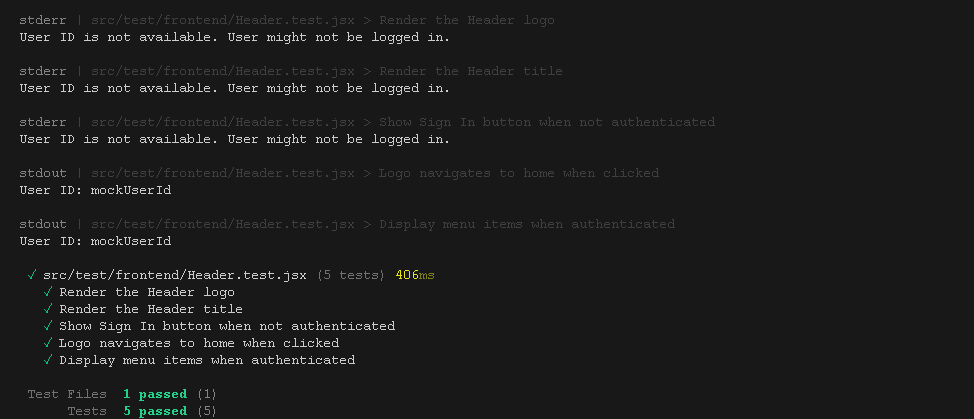 stderr | src/test/frontend/Header.test.jsx > Render the Header logo
User ID is not available. User might not be logged in.
stderr | src/test/frontend/Header.test.jsx > Render the Header title
User ID is not available. User might not be logged in.
stderr | src/test/frontend/Header.test.jsx > Show Sign In button when not authenticated
User ID is not available. User might not be logged in.
stdout | src/test/frontend/Header.test.jsx > Logo navigates to home when clicked
User ID: mockUserId
stdout | src/test/frontend/Header.test.jsx > Display menu items when authenticated
User ID: mockUserId
✓ src/test/frontend/Header.test.jsx (5 tests) 406ms
✓ Render the Header logo
✓ Render the Header title
✓ Show Sign In button when not authenticated
✓ Logo navigates to home when clicked
✓ Display menu items when authenticated
Test Files 1 passed (1)
Tests 5 passed (5)